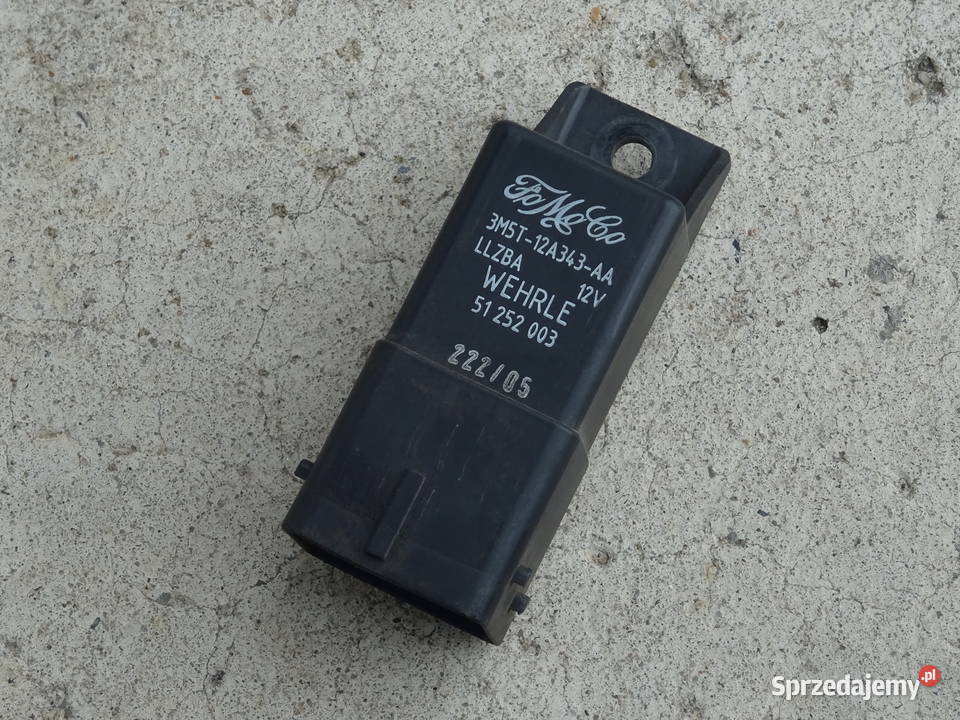 FoMoCo
3M5T-12A343-AA
LLZBA 12V
WEHRLE
51 252 003
222/05
Sprzedajemy.pl